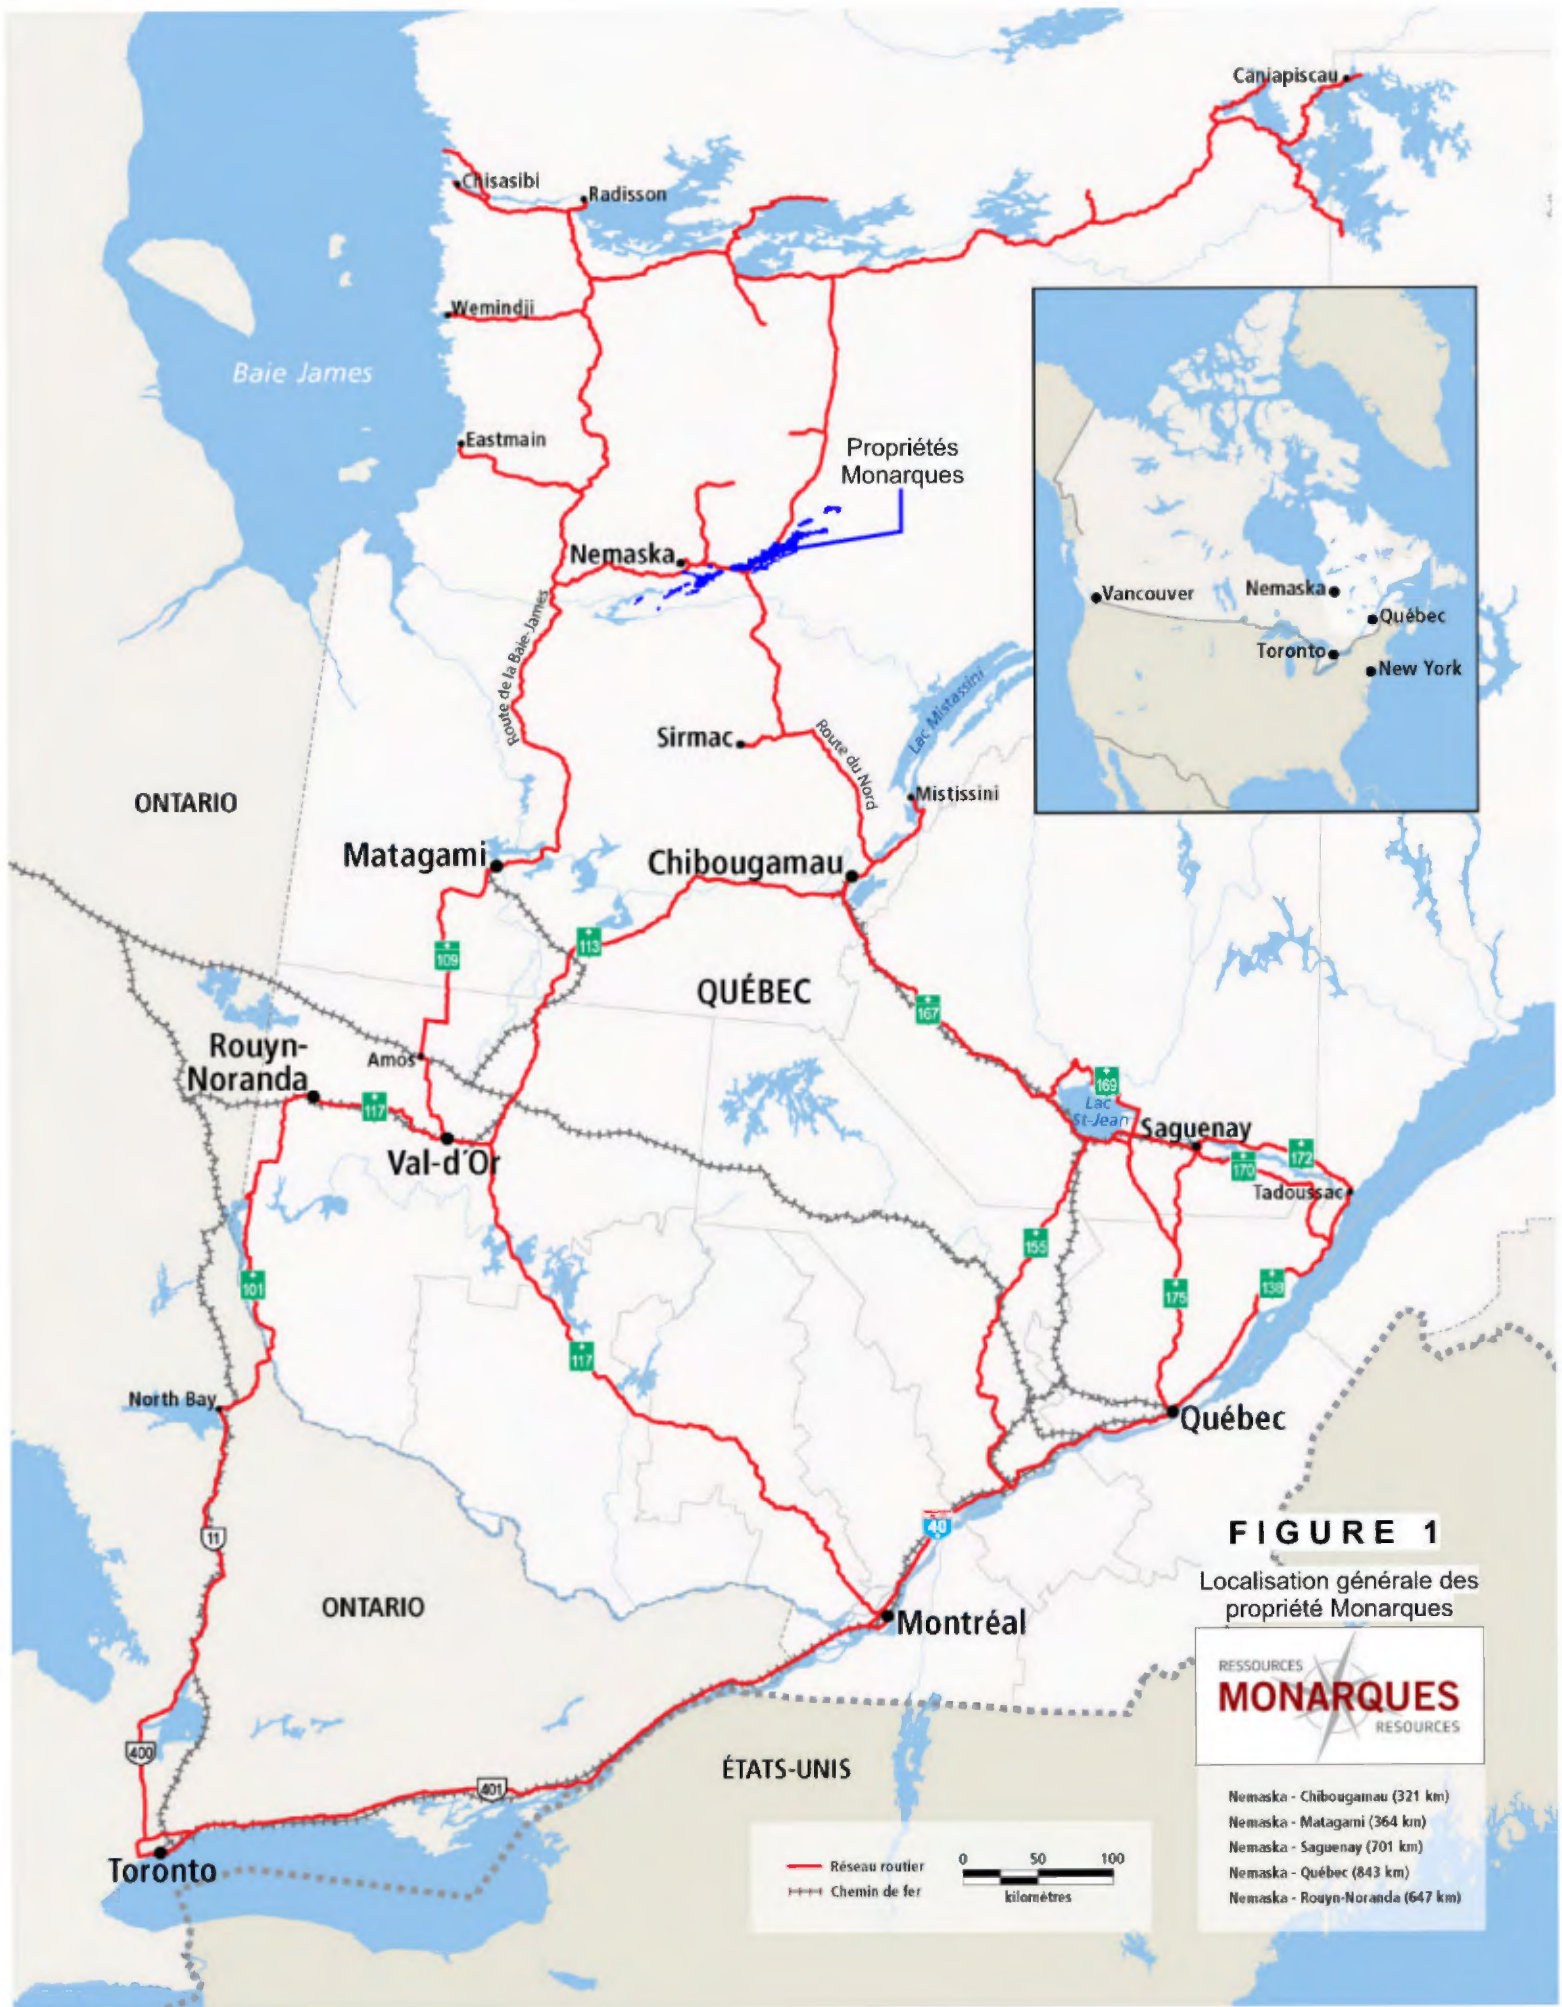 Caniapiscau
Chisasibi
Radisson
Wemindji
Baie James
Eastmain
Propriétés
Monarques
Nemaska
Vancouver
Nemaska
Québec
Toronto
New York
Route de la Baie-James
Lac Mistassini
Sirmac
Route du Nord
Mistissini
ONTARIO
Matagami
Chibougamau
113
109
QUÉBEC
167
Rouyn-
Noranda
Amos
117
169
Lac
St-Jean
Saguenay
Val-d'Or
172
170
Tadoussac
155
101
175
138
117
North Bay
Québec
40
11
FIGURE 1
Localisation générale des
propriété Monarques
ONTARIO
Montréal
RESSOURCES
MONARQUES
RESOURCES
400
ÉTATS-UNIS
401
Nemaska - Chibougamau (321 km)
Nemaska - Matagami (364 km)
Nemaska - Saguenay (701 km)
Nemaska - Québec (843 km)
Nemaska - Rouyn-Noranda (647 km)
Toronto
Réseau routier
Chemin de fer
0 50 100
kilomètres